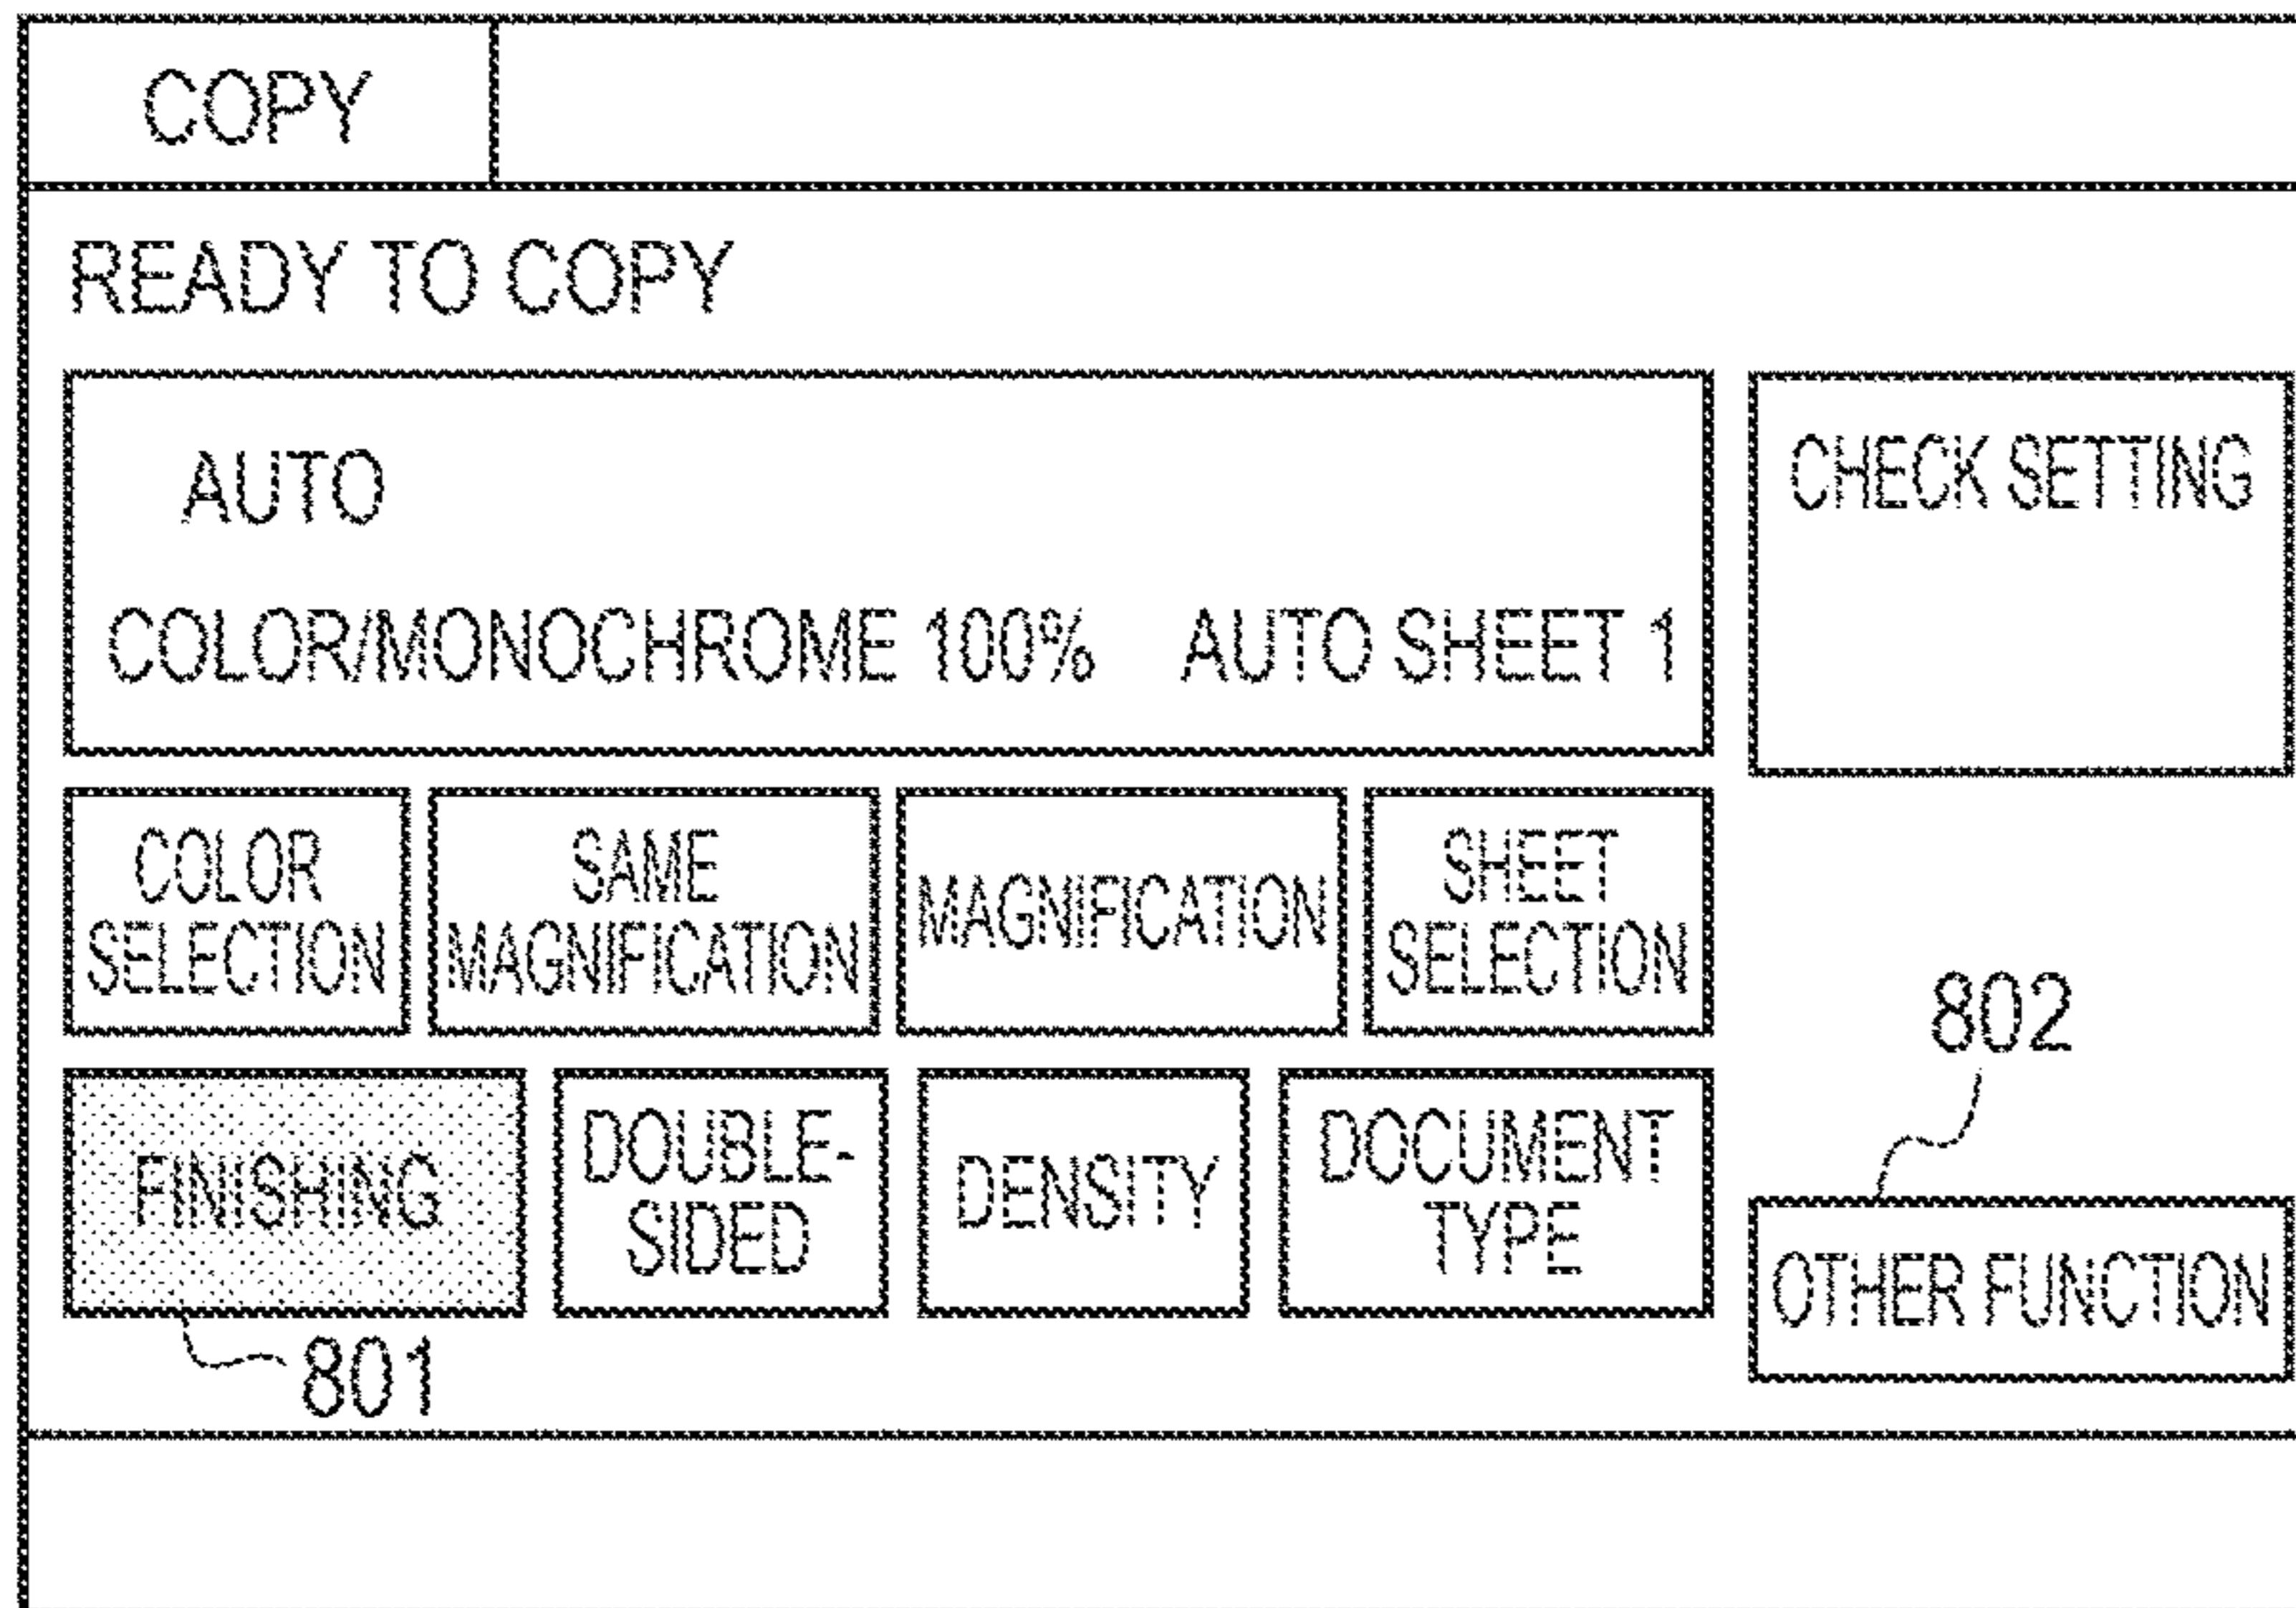 COPY
READY TO COPY
AUTO
COLOR/MONOCHROME 100% AUTO SHEET 1
CHECK SETTING
COLOR
SELECTION
SAME
MAGNIFICATION
MAGNIFICATION
SHEET
SELECTION
802
FINISHING
DOUBLE-
SIDED
DENSITY
DOCUMENT
TYPE
OTHER FUNCTION
801